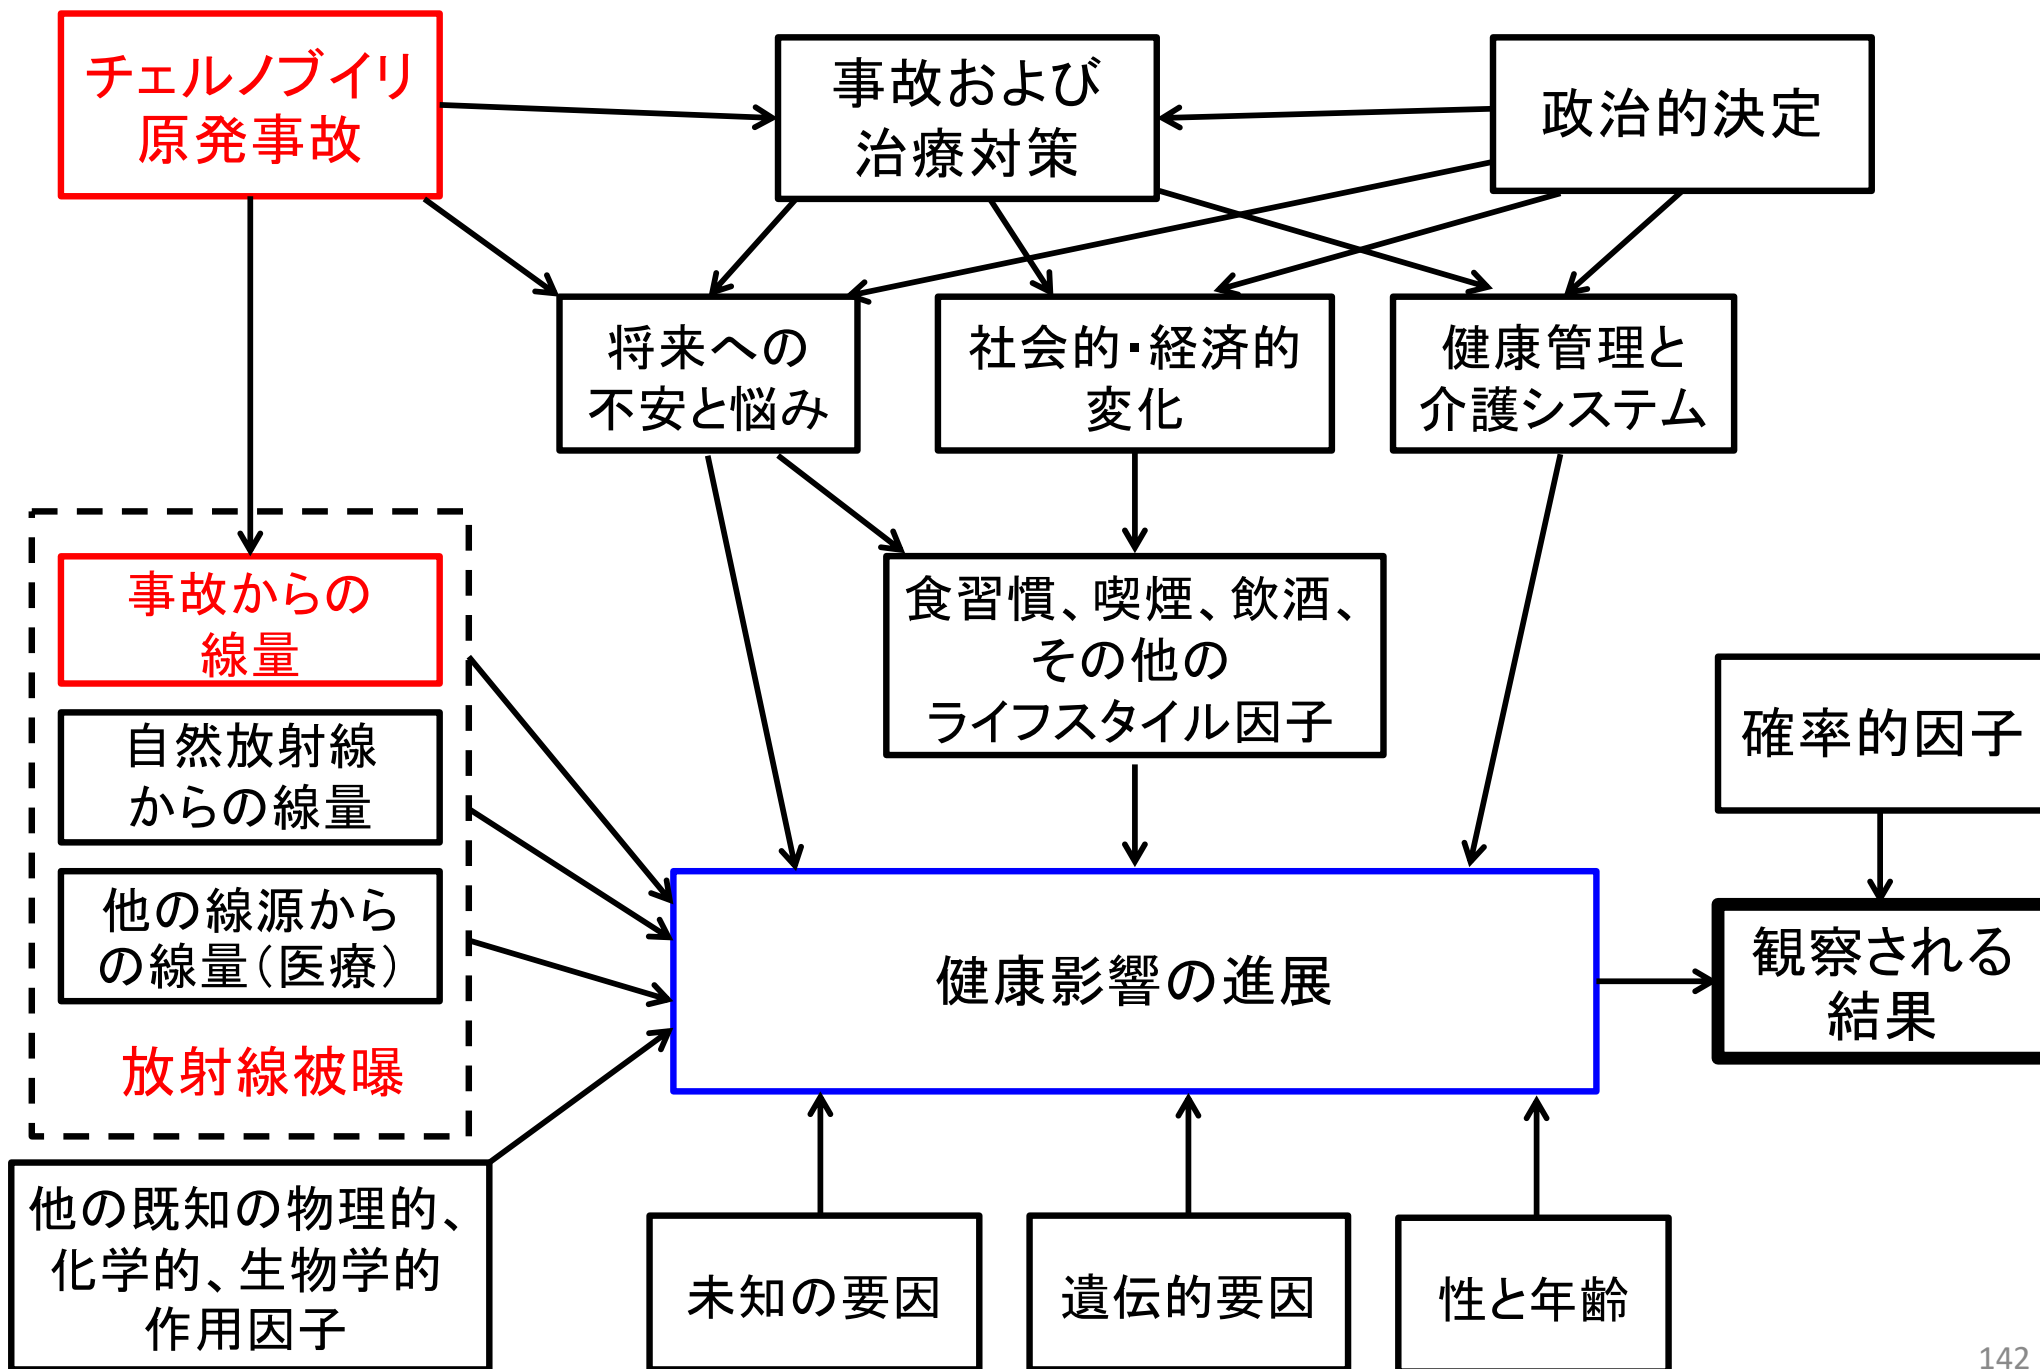 チェルノブイリ
原発事故
事故および
治療対策
政治的決定
将来への
不安と悩み
社会的・経済的
変化
健康管理と
介護システム
事故からの
線量
自然放射線
からの線量
他の線源から
の線量（医療）
放射線被曝
食習慣、喫煙、飲酒、
その他の
ライフスタイル因子
確率的因子
健康影響の進展
観察される
結果
他の既知の物理的、
化学的、生物学的
作用因子
未知の要因
遺伝的要因
性と年齢
142